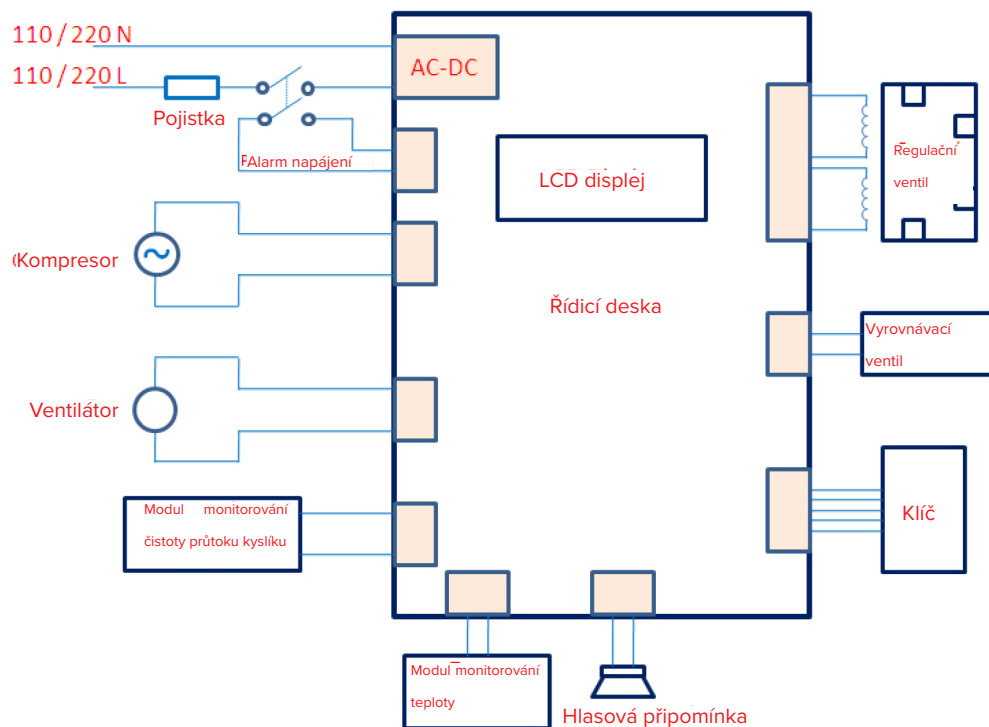 110 / 220 N
110 / 220 L
AC-DC
Pojistka
Alarm napájení
LCD displej
Regulační
ventil
Kompresor
Řídicí deska
Vyrovnávací
ventil
Ventilátor
Modul monitorování
čistoty průtoku kyslíku
Klíč
Modul monitorování
teploty
Hlasová připomínka